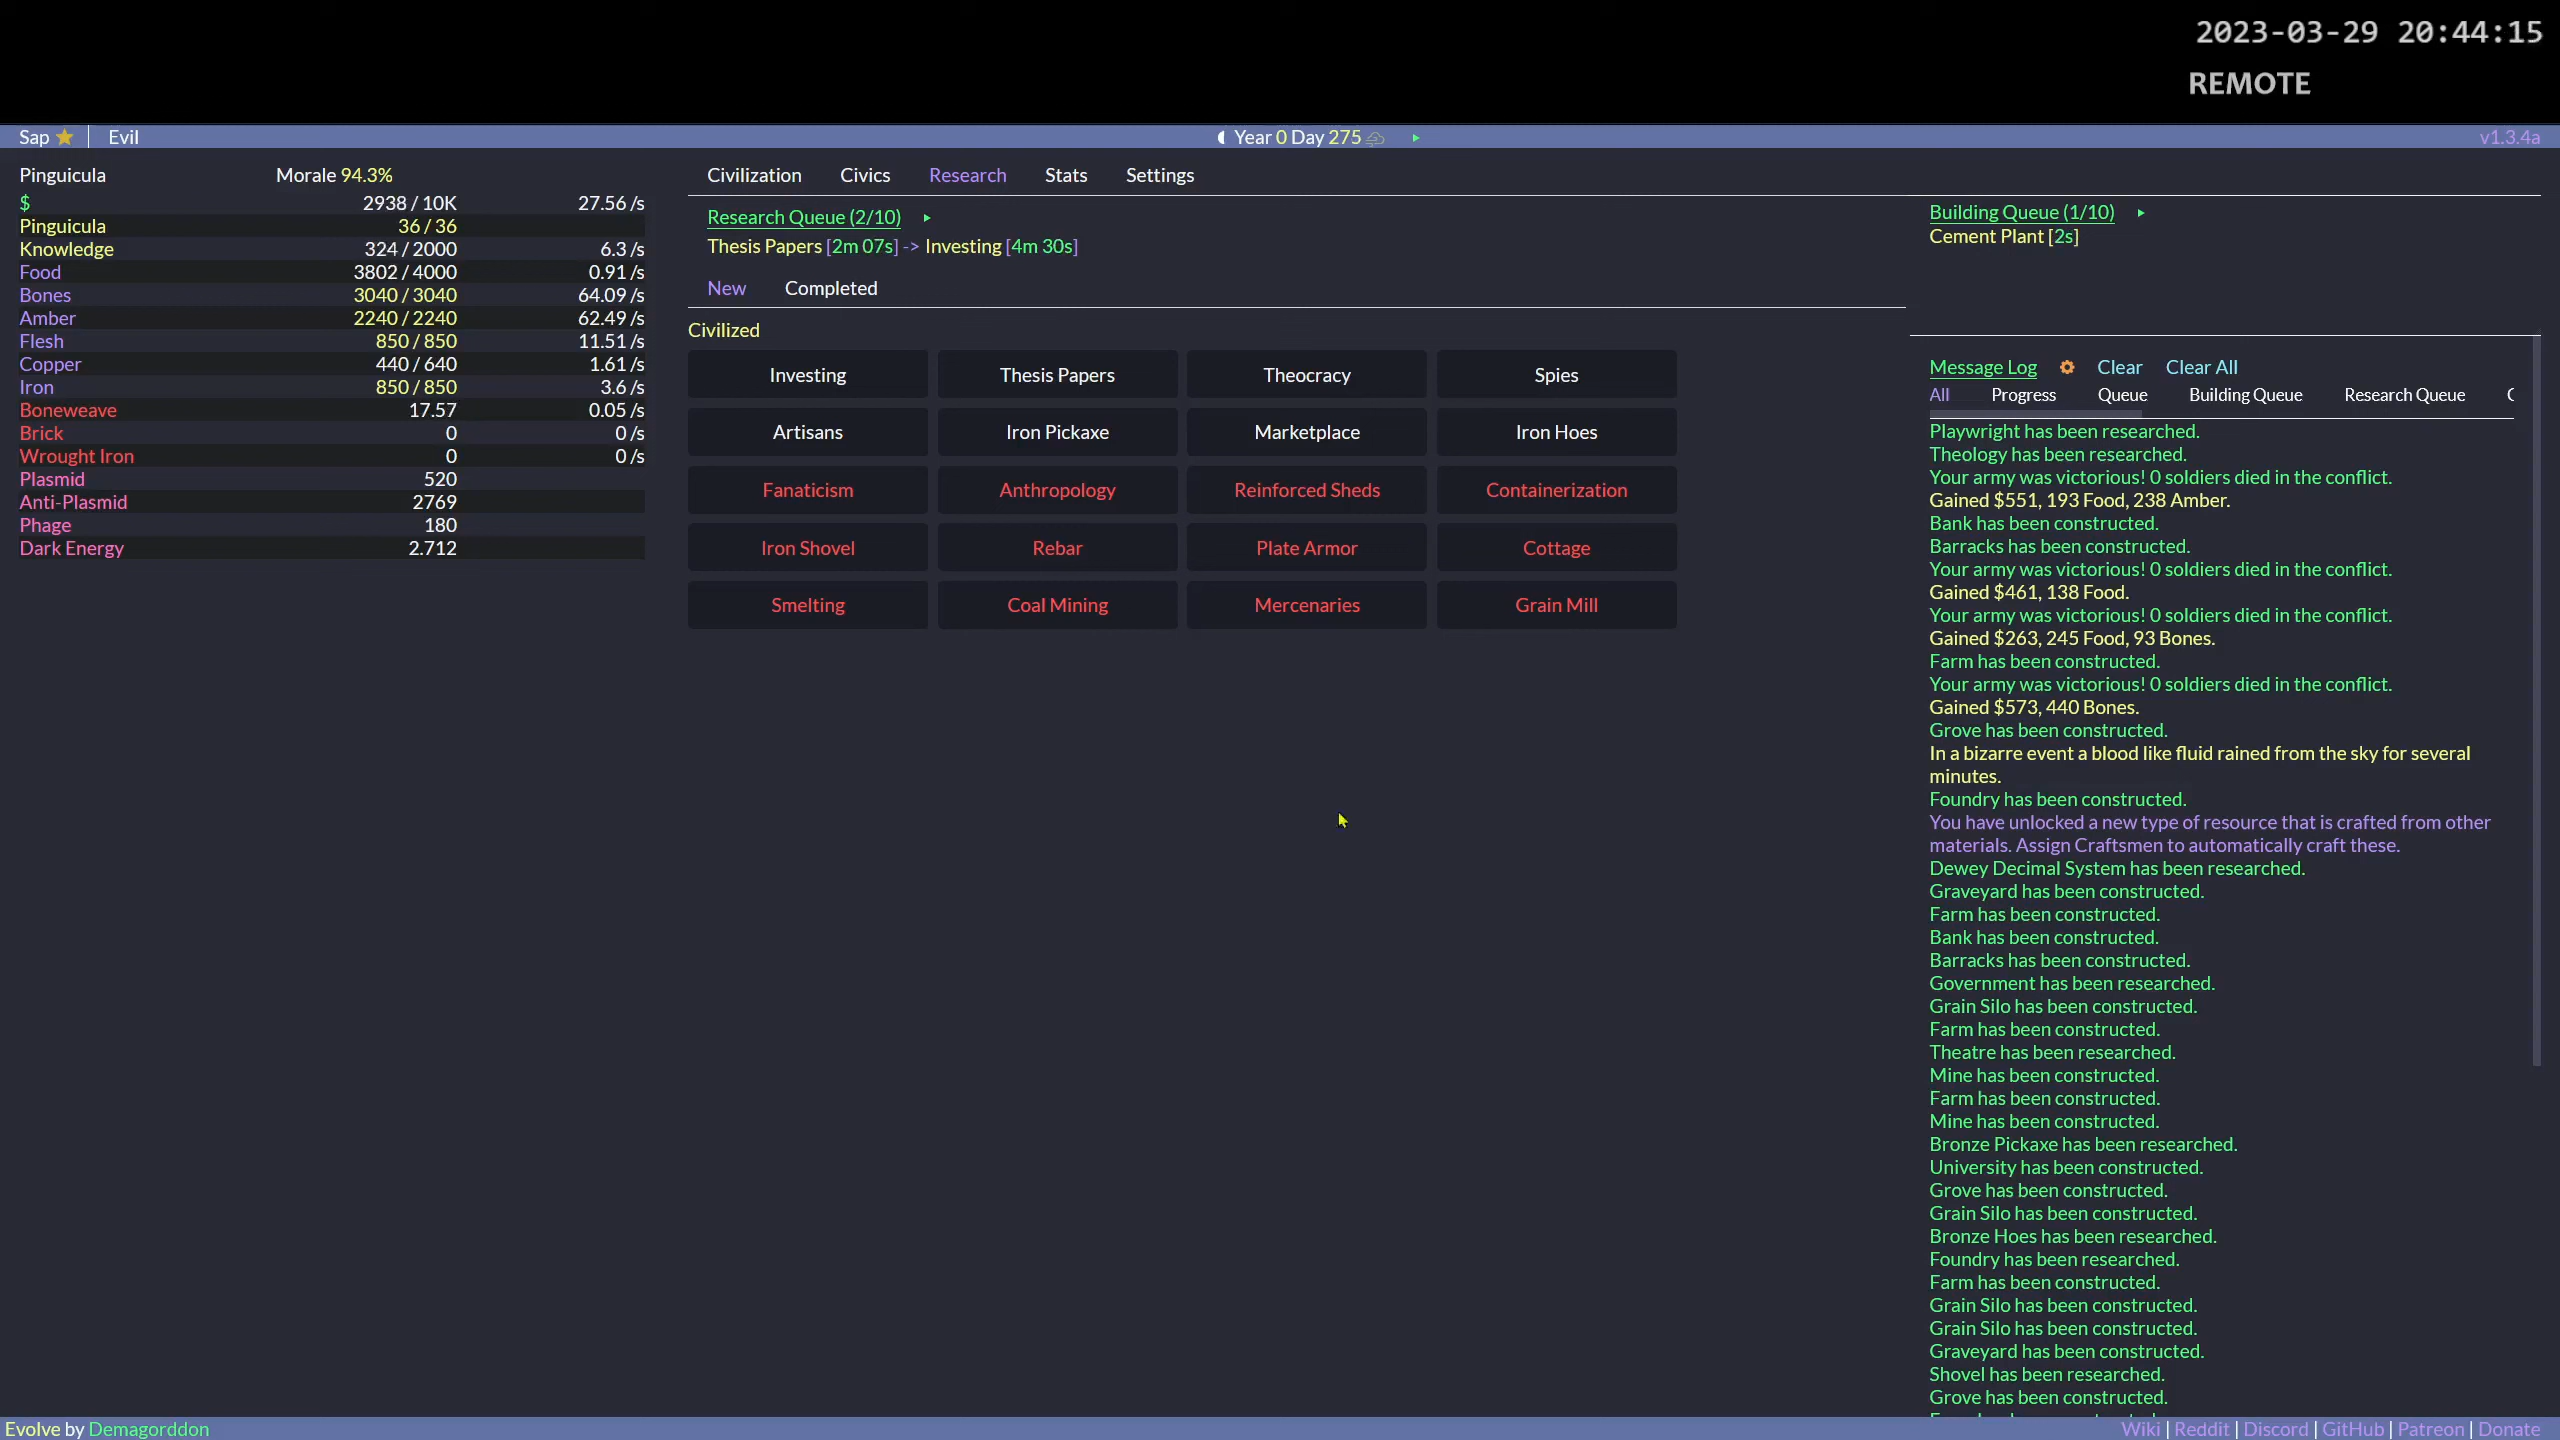 2023-03-29 20:44:15
REMOTE
Sap | Evil
Year 0 Day 275
v1.3.4a
Pinguicula Morale 94.3%
$ 2938 / 10K 27.56 /s
Pinguicula 36 / 36
Knowledge 324 / 2000 6.3 /s
Food 3802 / 4000 0.91 /s
Bones 3040 / 3040 64.09 /s
Amber 2240 / 2240 62.49 /s
Flesh 850 / 850 11.51 /s
Copper 440 / 640 1.61 /s
Iron 850 / 850 3.6 /s
Boneweave 17.57 0.05 /s
Brick 0 0 /s
Wrought Iron 0 0 /s
Plasmid 520
Anti-Plasmid 2769
Phage 180
Dark Energy 2.712
Civilization Civics Research Stats Settings
Research Queue (2/10)
Thesis Papers [2m 07s] -> Investing [4m 30s]
New Completed
Civilized
Investing Thesis Papers Theocracy Spies
Artisans Iron Pickaxe Marketplace Iron Hoes
Fanaticism Anthropology Reinforced Sheds Containerization
Iron Shovel Rebar Plate Armor Cottage
Smelting Coal Mining Mercenaries Grain Mill
Building Queue (1/10)
Cement Plant [2s]
Message Log Clear Clear All
All Progress Queue Building Queue Research Queue
Playwright has been researched.
Theology has been researched.
Your army was victorious! 0 soldiers died in the conflict.
Gained $551, 193 Food, 238 Amber.
Bank has been constructed.
Barracks has been constructed.
Your army was victorious! 0 soldiers died in the conflict.
Gained $461, 138 Food.
Your army was victorious! 0 soldiers died in the conflict.
Gained $263, 245 Food, 93 Bones.
Farm has been constructed.
Your army was victorious! 0 soldiers died in the conflict.
Gained $573, 440 Bones.
Grove has been constructed.
In a bizarre event a blood like fluid rained from the sky for several
minutes.
Foundry has been constructed.
You have unlocked a new type of resource that is crafted from other
materials. Assign Craftsmen to automatically craft these.
Dewey Decimal System has been researched.
Graveyard has been constructed.
Farm has been constructed.
Bank has been constructed.
Barracks has been constructed.
Government has been researched.
Grain Silo has been constructed.
Farm has been constructed.
Theatre has been researched.
Mine has been constructed.
Farm has been constructed.
Mine has been constructed.
Bronze Pickaxe has been researched.
University has been constructed.
Grove has been constructed.
Grain Silo has been constructed.
Bronze Hoes has been researched.
Foundry has been researched.
Farm has been constructed.
Grain Silo has been constructed.
Grain Silo has been constructed.
Graveyard has been constructed.
Shovel has been researched.
Grove has been constructed.
Evolve by Demagorddon
Wiki | Reddit | Discord | GitHub | Patreon | Donate